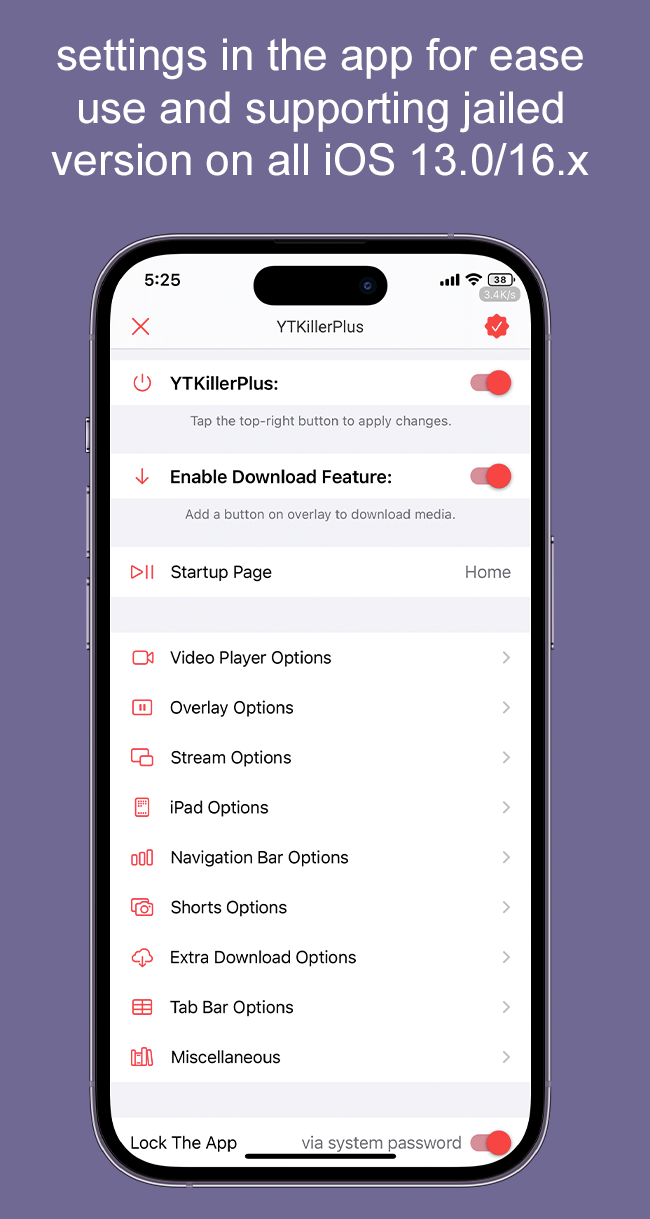 settings in the app for ease
use and supporting jailed
version on all iOS 13.0/16.x
5:25
38
3.4K/s
YTKillerPlus
YTKillerPlus:
Tap the top-right button to apply changes.
Enable Download Feature:
Add a button on overlay to download media.
Startup Page Home
Video Player Options
Overlay Options
Stream Options
iPad Options
Navigation Bar Options
Shorts Options
Extra Download Options
Tab Bar Options
Miscellaneous
Lock The App via system password